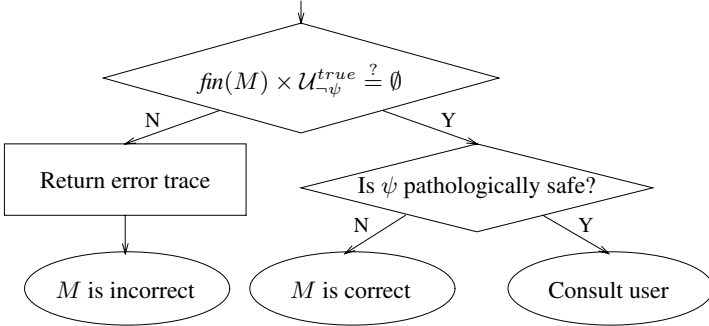 fin(M) × 𝒰^{true}_{¬ψ} ≟ ∅
N
Y
Return error trace
Is ψ pathologically safe?
N
Y
M is incorrect
M is correct
Consult user